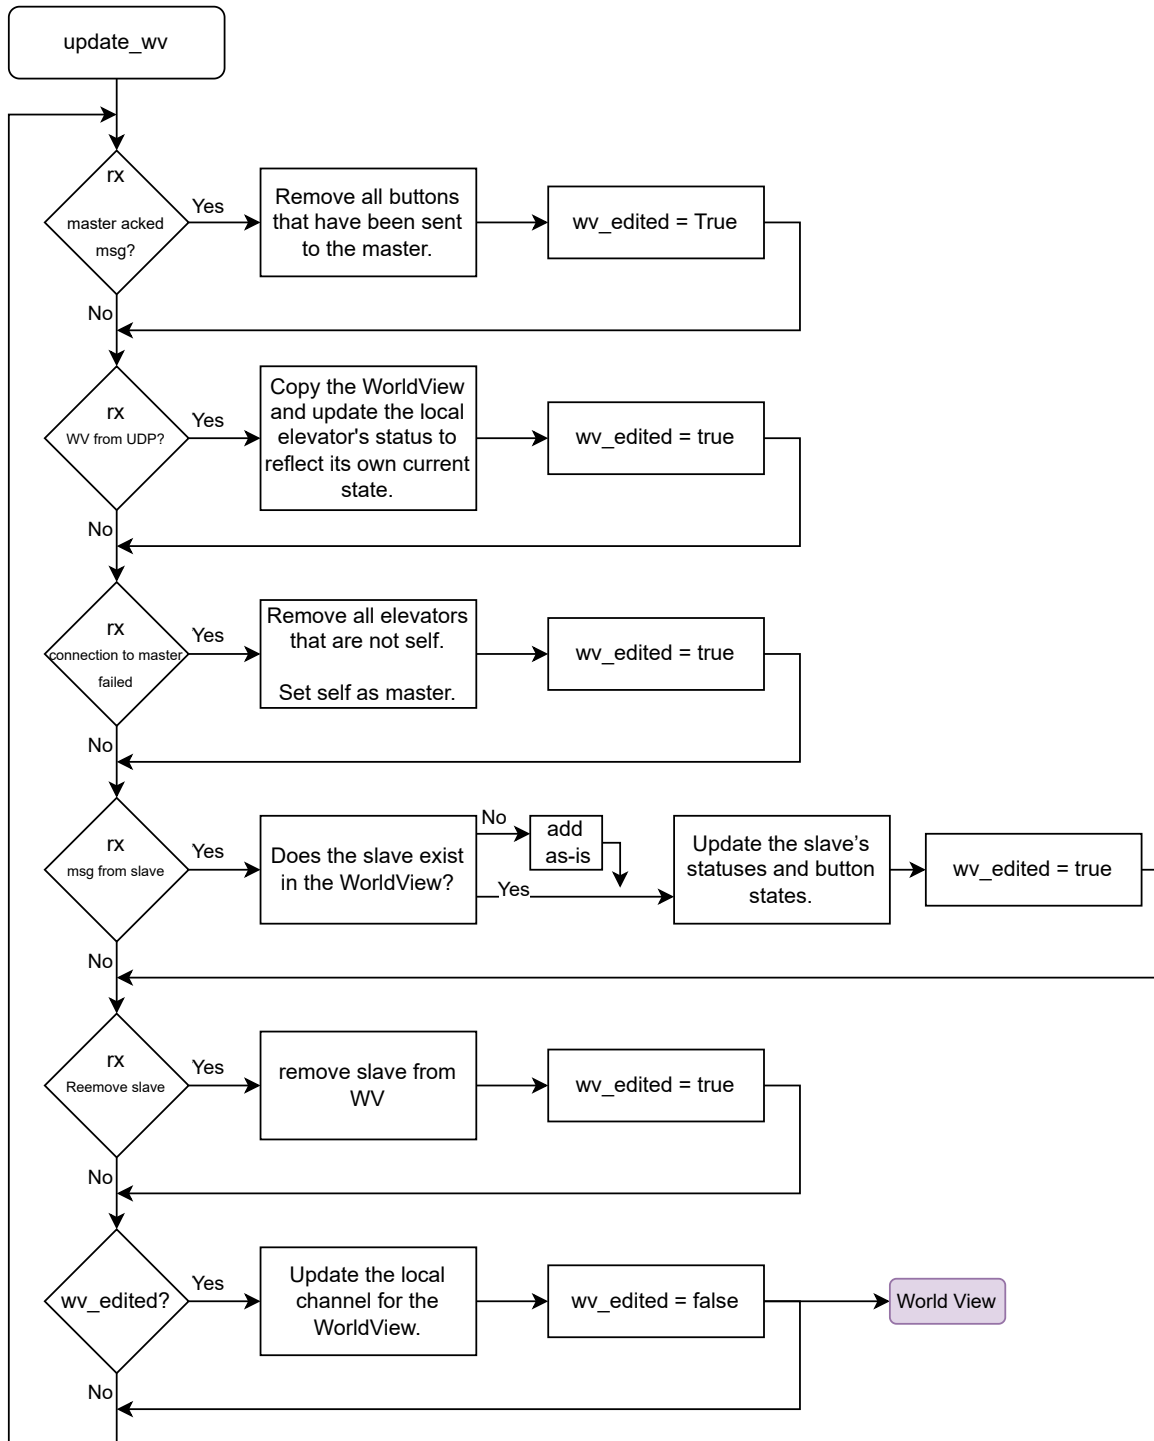 update_wv
rx
master acked
msg?
Yes
Remove all buttons
that have been sent
to the master.
wv_edited = True
No
rx
WV from UDP?
Yes
Copy the WorldView
and update the local
elevator's status to
reflect its own current
state.
wv_edited = true
No
rx
connection to master
failed
Yes
Remove all elevators
that are not self.
Set self as master.
wv_edited = true
No
rx
msg from slave
Yes
Does the slave exist
in the WorldView?
No
add
as-is
Yes
Update the slave’s
statuses and button
states.
wv_edited = true
No
rx
Reemove slave
Yes
remove slave from
WV
wv_edited = true
No
wv_edited?
Yes
Update the local
channel for the
WorldView.
wv_edited = false
World View
No